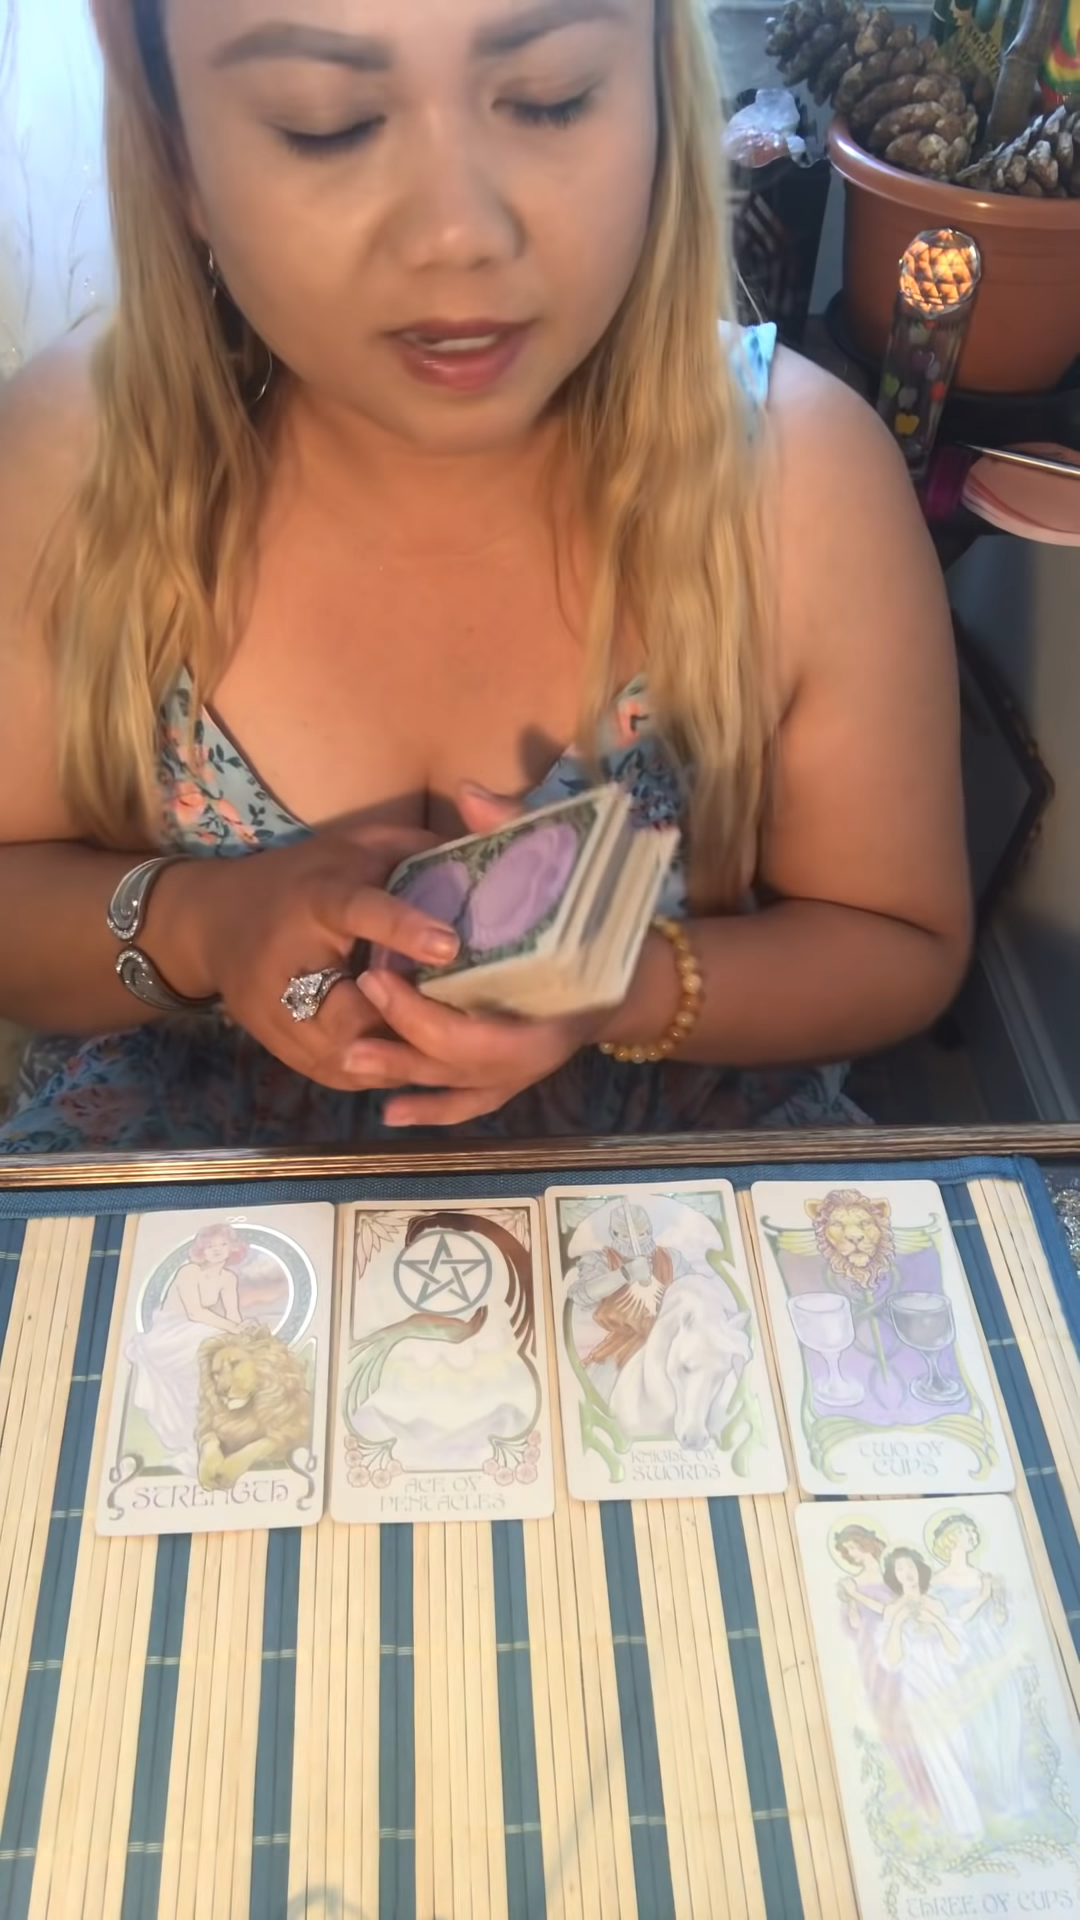 STRENGTH
ACE OF
PENTACLES
KNIGHT OF
SWORDS
TWO OF
CUPS
THREE OF CUPS